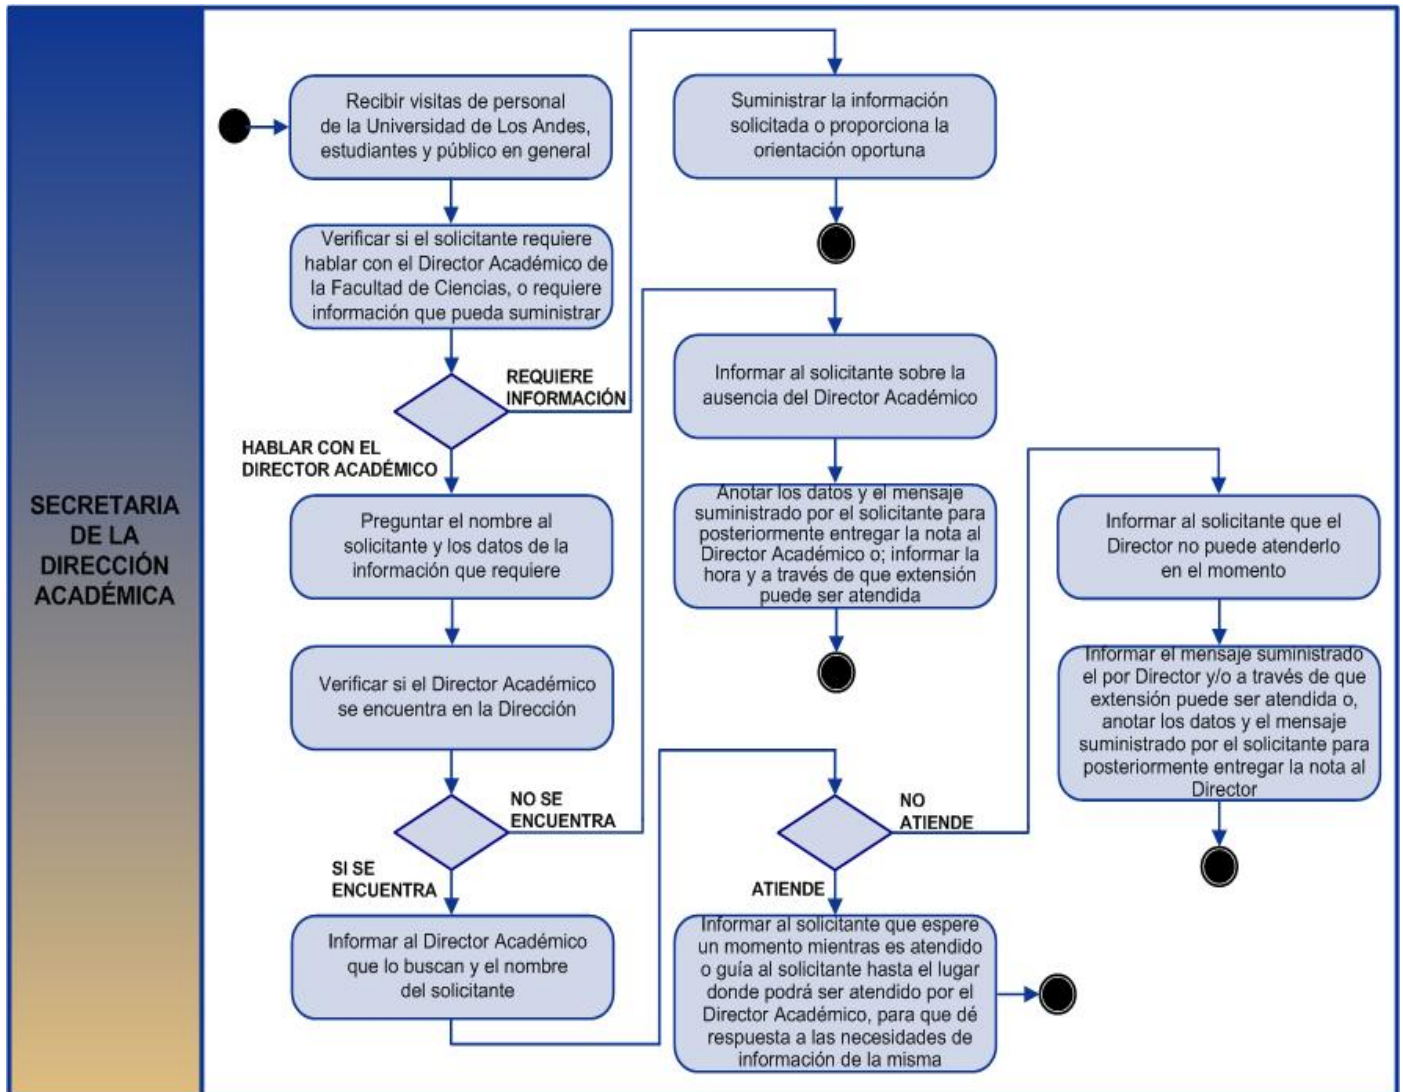 SECRETARIA
DE LA
DIRECCIÓN
ACADÉMICA
Recibir visitas de personal
de la Universidad de Los Andes,
estudiantes y público en general
Verificar si el solicitante requiere
hablar con el Director Académico de
la Facultad de Ciencias, o requiere
información que pueda suministrar
REQUIERE
INFORMACIÓN
Suministrar la información
solicitada o proporciona la
orientación oportuna
HABLAR CON EL
DIRECTOR ACADÉMICO
Preguntar el nombre al
solicitante y los datos de la
información que requiere
Verificar si el Director Académico
se encuentra en la Dirección
NO SE
ENCUENTRA
Informar al solicitante sobre la
ausencia del Director Académico
Anotar los datos y el mensaje
suministrado por el solicitante para
posteriormente entregar la nota al
Director Académico o; informar la
hora y a través de que extensión
puede ser atendida
SI SE
ENCUENTRA
Informar al Director Académico
que lo buscan y el nombre
del solicitante
NO
ATIENDE
Informar al solicitante que el
Director no puede atenderlo
en el momento
Informar el mensaje suministrado
el por Director y/o a través de que
extensión puede ser atendida o,
anotar los datos y el mensaje
suministrado por el solicitante para
posteriormente entregar la nota al
Director
ATIENDE
Informar al solicitante que espere
un momento mientras es atendido
o guía al solicitante hasta el lugar
donde podrá ser atendido por el
Director Académico, para que dé
respuesta a las necesidades de
información de la misma